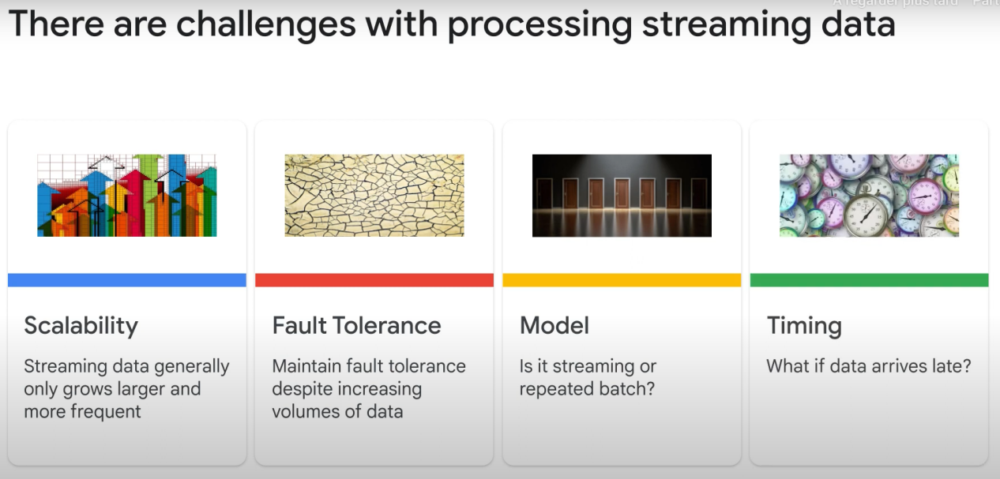 À regarder plus tard Part
There are challenges with processing streaming data
Scalability
Streaming data generally
only grows larger and
more frequent
Fault Tolerance
Maintain fault tolerance
despite increasing
volumes of data
Model
Is it streaming or
repeated batch?
Timing
What if data arrives late?